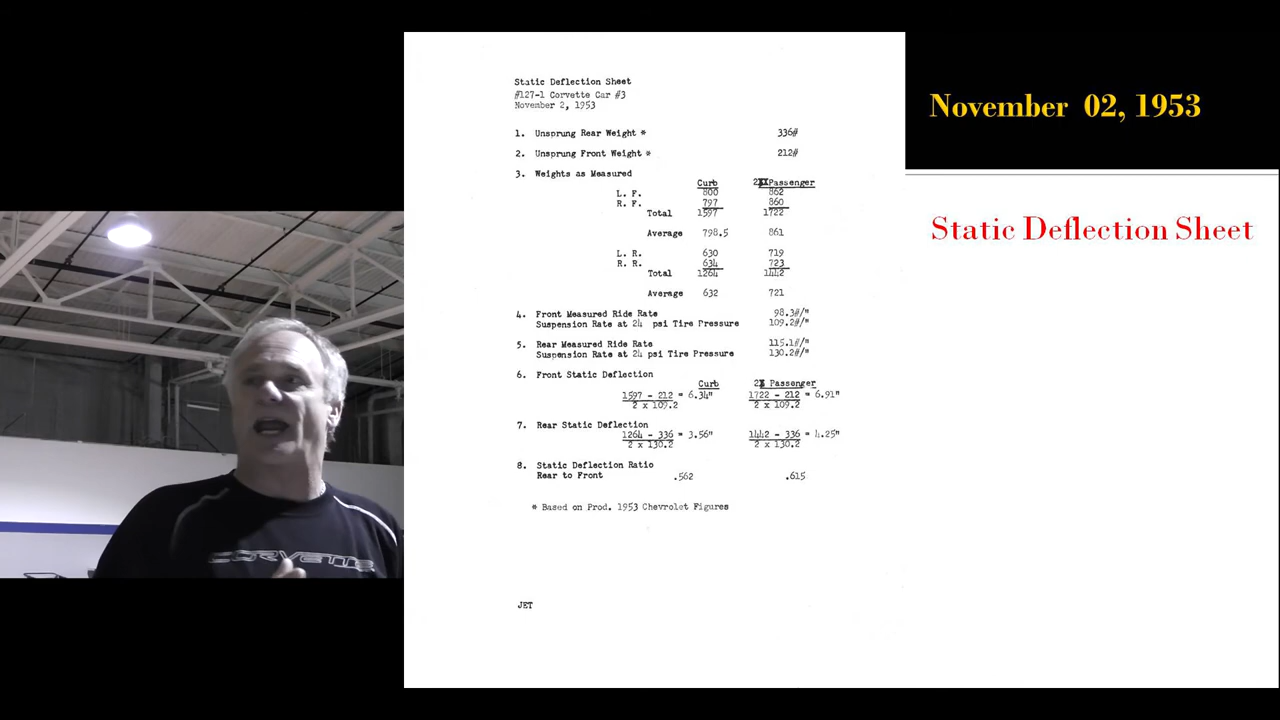 Static Deflection Sheet
#127-1 Corvette Car #3
November 2, 1953
1. Unsprung Rear Weight * 336#
2. Unsprung Front Weight * 212#
3. Weights as Measured
Curb 2 Passenger
L. F. 800 862
R. F. 797 860
Total 1597 1722
Average 798.5 861
L. R. 630 719
R. R. 634 723
Total 1264 1442
Average 632 721
4. Front Measured Ride Rate 98.3#/"
Suspension Rate at 24 psi Tire Pressure 109.2#/"
5. Rear Measured Ride Rate 115.1#/"
Suspension Rate at 24 psi Tire Pressure 130.2#/"
6. Front Static Deflection
Curb 2 Passenger
1597 - 212 = 6.34" 1722 - 212 = 6.91"
2 x 109.2 2 x 109.2
7. Rear Static Deflection
1264 - 336 = 3.56" 1442 - 336 = 4.25"
2 x 130.2 2 x 130.2
8. Static Deflection Ratio
Rear to Front .562 .615
* Based on Prod. 1953 Chevrolet Figures
JET
November 02, 1953
Static Deflection Sheet
CORVETTE